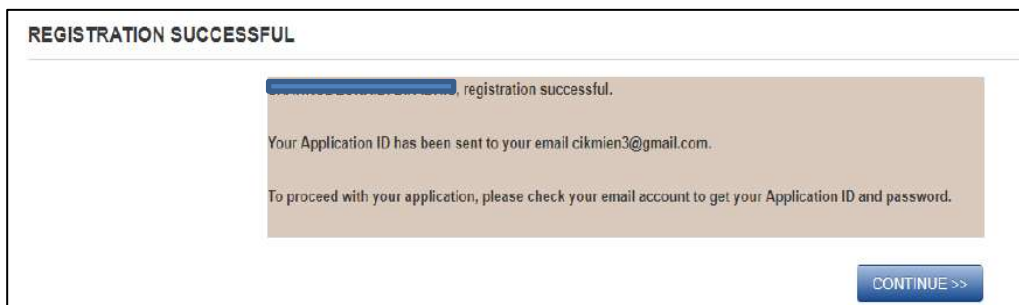 REGISTRATION SUCCESSFUL
, registration successful.
Your Application ID has been sent to your email cikmien3@gmail.com.
To proceed with your application, please check your email account to get your Application ID and password.
CONTINUE >>